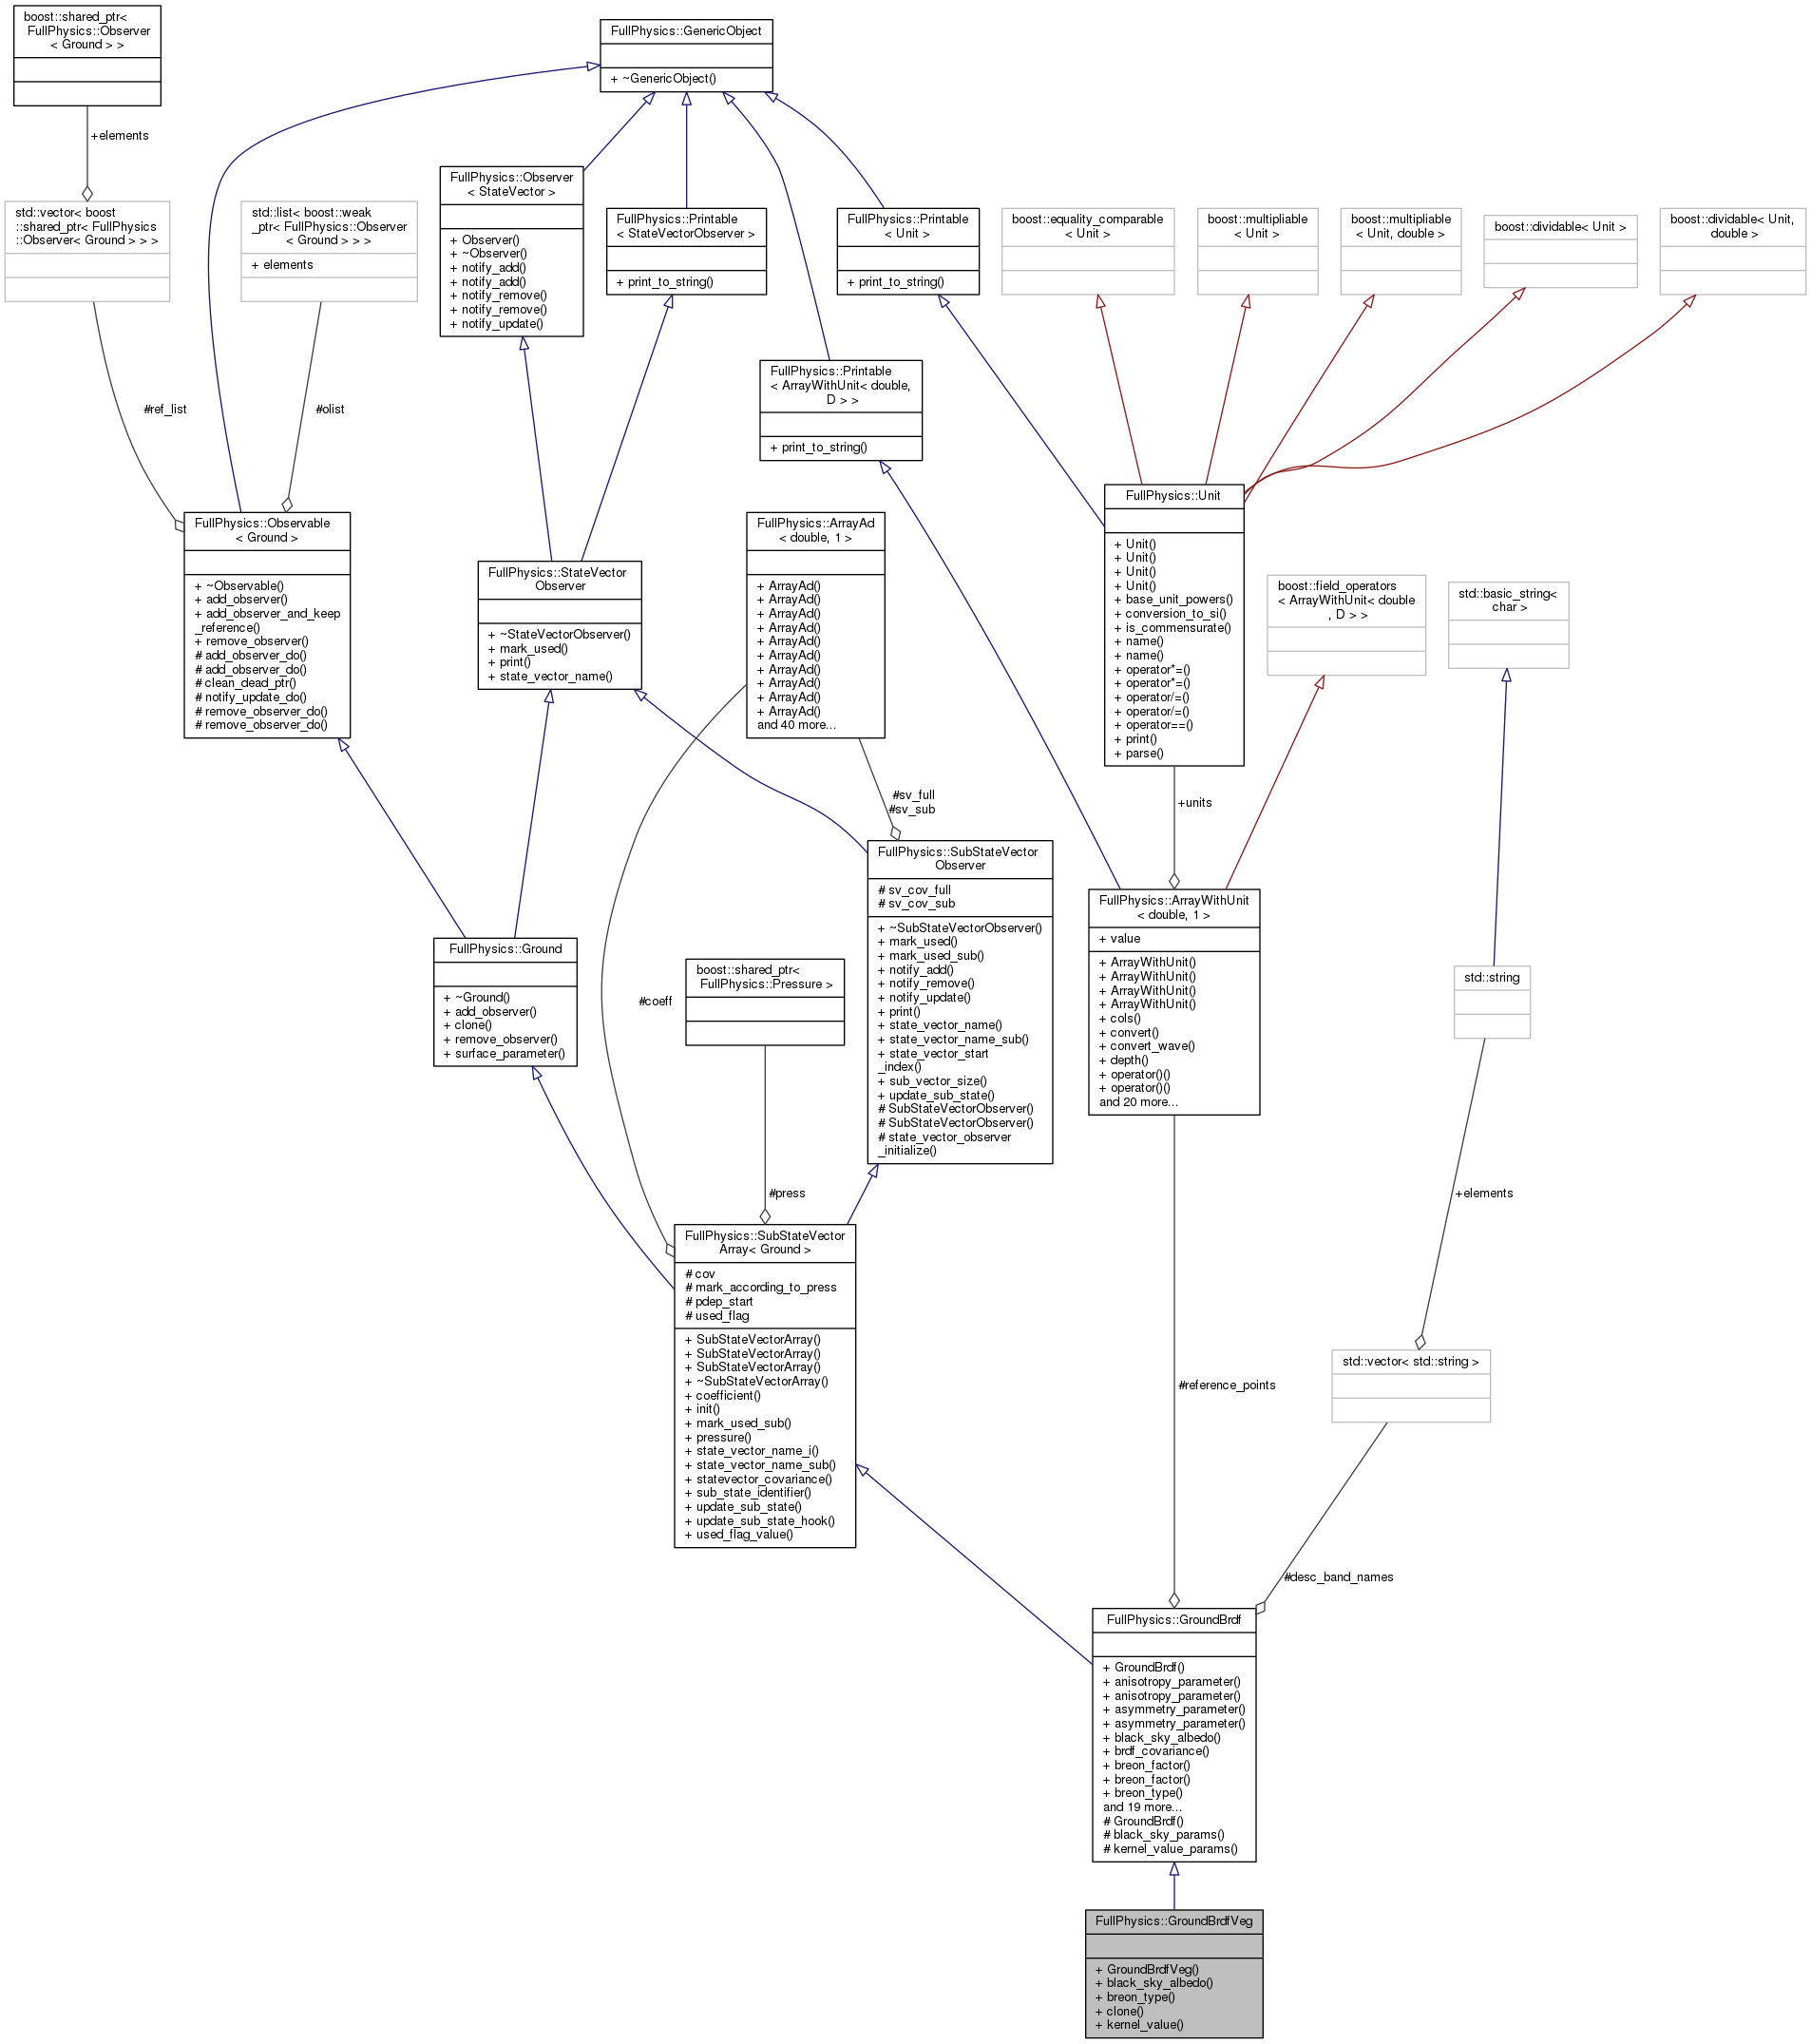 boost::shared_ptr<
FullPhysics::Observer
< Ground > >
FullPhysics::GenericObject
+ ~GenericObject()
+elements
std::vector< boost
::shared_ptr< FullPhysics
::Observer< Ground > > >
std::list< boost::weak
_ptr< FullPhysics::Observer
< Ground > > >
+ elements
FullPhysics::Observer
< StateVector >
+ Observer()
+ ~Observer()
+ notify_add()
+ notify_add()
+ notify_remove()
+ notify_remove()
+ notify_update()
FullPhysics::Printable
< StateVectorObserver >
+ print_to_string()
FullPhysics::Printable
< Unit >
+ print_to_string()
boost::equality_comparable
< Unit >
boost::multipliable
< Unit >
boost::multipliable
< Unit, double >
boost::dividable< Unit >
boost::dividable< Unit,
double >
FullPhysics::Printable
< ArrayWithUnit< double,
D > >
+ print_to_string()
#ref_list
#olist
FullPhysics::Observable
< Ground >
+ ~Observable()
+ add_observer()
+ add_observer_and_keep
_reference()
+ remove_observer()
# add_observer_do()
# add_observer_do()
# clean_dead_ptr()
# notify_update_do()
# remove_observer_do()
# remove_observer_do()
FullPhysics::StateVector
Observer
+ ~StateVectorObserver()
+ mark_used()
+ print()
+ state_vector_name()
FullPhysics::ArrayAd
< double, 1 >
+ ArrayAd()
+ ArrayAd()
+ ArrayAd()
+ ArrayAd()
+ ArrayAd()
+ ArrayAd()
+ ArrayAd()
+ ArrayAd()
+ ArrayAd()
+ ArrayAd()
and 40 more...
FullPhysics::Unit
+ Unit()
+ Unit()
+ Unit()
+ Unit()
+ base_unit_powers()
+ conversion_to_si()
+ is_commensurate()
+ name()
+ name()
+ operator*=()
+ operator*=()
+ operator/=()
+ operator/=()
+ operator==()
+ print()
+ parse()
boost::field_operators
< ArrayWithUnit< double
, D > >
std::basic_string<
char >
#sv_full
#sv_sub
+units
FullPhysics::SubStateVector
Observer
# sv_cov_full
# sv_cov_sub
+ ~SubStateVectorObserver()
+ mark_used()
+ mark_used_sub()
+ notify_add()
+ notify_remove()
+ notify_update()
+ print()
+ state_vector_name()
+ state_vector_name_sub()
+ state_vector_start
_index()
+ sub_vector_size()
+ update_sub_state()
# SubStateVectorObserver()
# SubStateVectorObserver()
# state_vector_observer
_initialize()
FullPhysics::ArrayWithUnit
< double, 1 >
+ value
+ ArrayWithUnit()
+ ArrayWithUnit()
+ ArrayWithUnit()
+ ArrayWithUnit()
+ cols()
+ convert()
+ convert_wave()
+ depth()
+ operator()()
+ operator()()
and 20 more...
FullPhysics::Ground
+ ~Ground()
+ add_observer()
+ clone()
+ remove_observer()
+ surface_parameter()
#coeff
boost::shared_ptr<
FullPhysics::Pressure >
std::string
#press
+elements
FullPhysics::SubStateVector
Array< Ground >
# cov
# mark_according_to_press
# pdep_start
# used_flag
+ SubStateVectorArray()
+ SubStateVectorArray()
+ SubStateVectorArray()
+ ~SubStateVectorArray()
+ coefficient()
+ init()
+ mark_used_sub()
+ pressure()
+ state_vector_name_i()
+ state_vector_name_sub()
+ statevector_covariance()
+ sub_state_identifier()
+ update_sub_state()
+ update_sub_state_hook()
+ used_flag_value()
#reference_points
std::vector< std::string >
#desc_band_names
FullPhysics::GroundBrdf
+ GroundBrdf()
+ anisotropy_parameter()
+ anisotropy_parameter()
+ asymmetry_parameter()
+ asymmetry_parameter()
+ black_sky_albedo()
+ brdf_covariance()
+ breon_factor()
+ breon_factor()
+ breon_type()
and 19 more...
# GroundBrdf()
# black_sky_params()
# kernel_value_params()
FullPhysics::GroundBrdfVeg
+ GroundBrdfVeg()
+ black_sky_albedo()
+ breon_type()
+ clone()
+ kernel_value()